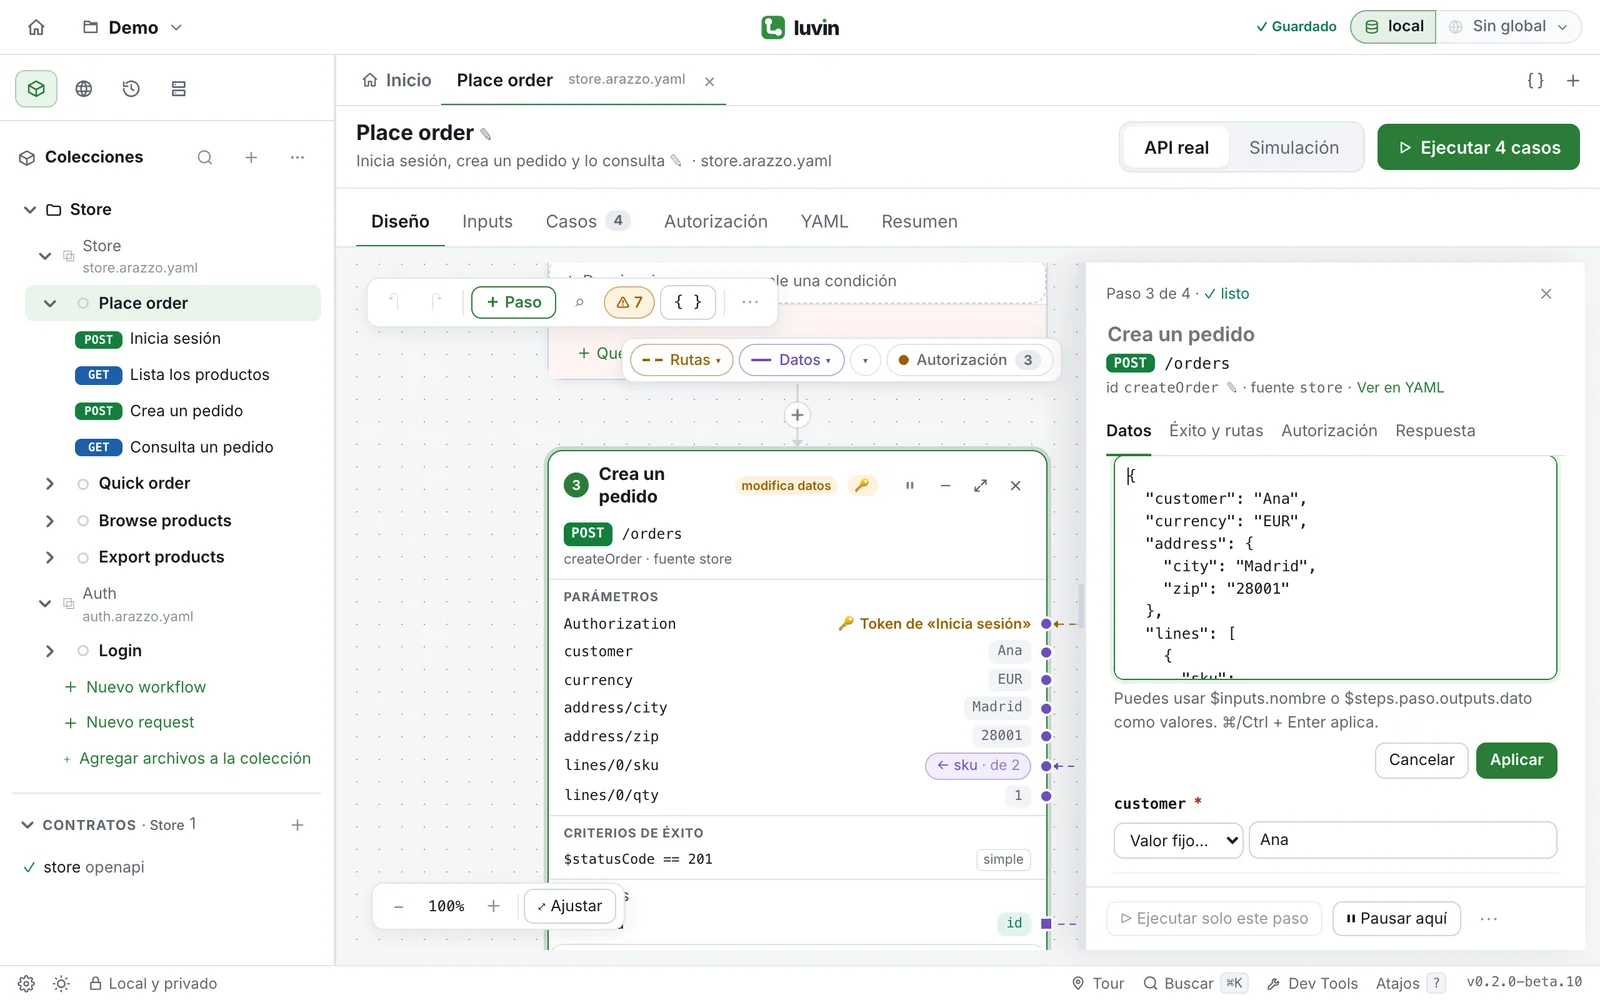 Demo
luvin
Guardado
local
Sin global
Inicio
Place order store.arazzo.yaml
{ }
Colecciones
Place order
Inicia sesión, crea un pedido y lo consulta · store.arazzo.yaml
API real
Simulación
Ejecutar 4 casos
Diseño
Inputs
Casos 4
Autorización
YAML
Resumen
Store
Store
store.arazzo.yaml
Place order
POST Inicia sesión
GET Lista los productos
POST Crea un pedido
GET Consulta un pedido
Quick order
Browse products
Export products
Auth
auth.arazzo.yaml
Login
+ Nuevo workflow
+ Nuevo request
+ Agregar archivos a la colección
CONTRATOS · Store 1
store openapi
una condición
+ Paso
7
{ }
...
Rutas
Datos
Autorización 3
3
Crea un pedido
modifica datos
POST /orders
createOrder · fuente store
PARÁMETROS
Authorization Token de «Inicia sesión»
customer Ana
currency EUR
address/city Madrid
address/zip 28001
lines/0/sku ← sku · de 2
lines/0/qty 1
CRITERIOS DE ÉXITO
$statusCode == 201 simple
id
− 100% +
Ajustar
Paso 3 de 4 · ✓ listo
Crea un pedido
POST /orders
id createOrder · fuente store · Ver en YAML
Datos
Éxito y rutas
Autorización
Respuesta
{
"customer": "Ana",
"currency": "EUR",
"address": {
"city": "Madrid",
"zip": "28001"
},
"lines": [
{
"sku":
Puedes usar $inputs.nombre o $steps.paso.outputs.dato
como valores. ⌘/Ctrl + Enter aplica.
Cancelar
Aplicar
customer *
Valor fijo...
Ana
Ejecutar solo este paso
Pausar aquí
...
Local y privado
Tour
Buscar ⌘K
Dev Tools
Atajos ?
v0.2.0-beta.10